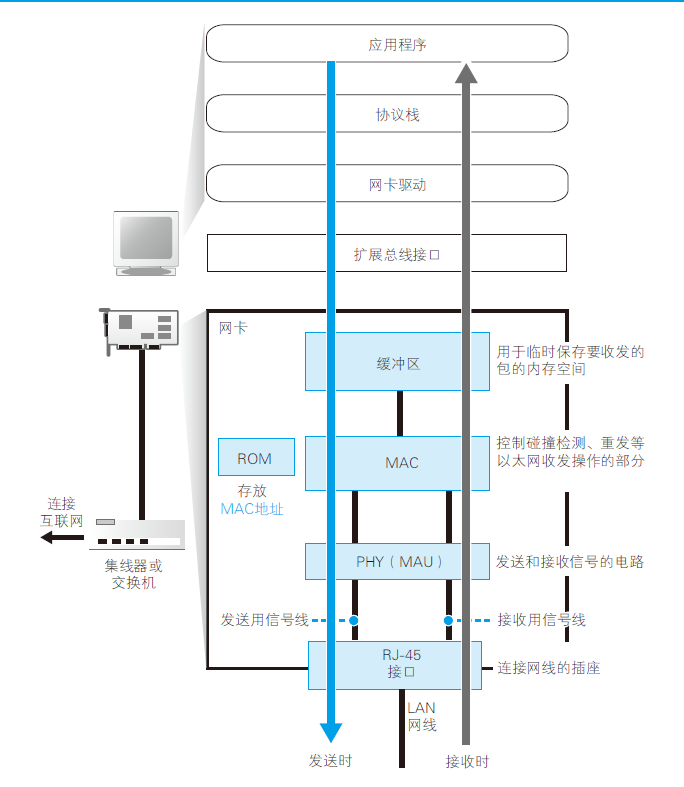 应用程序
协议栈
网卡驱动
扩展总线接口
网卡
缓冲区
用于临时保存要收发的
包的内存空间
ROM
MAC
控制碰撞检测、重发等
以太网收发操作的部分
存放
MAC地址
连接
互联网
集线器或
交换机
PHY（MAU）
发送和接收信号的电路
发送用信号线
接收用信号线
RJ-45
接口
连接网线的插座
LAN
网线
发送时
接收时